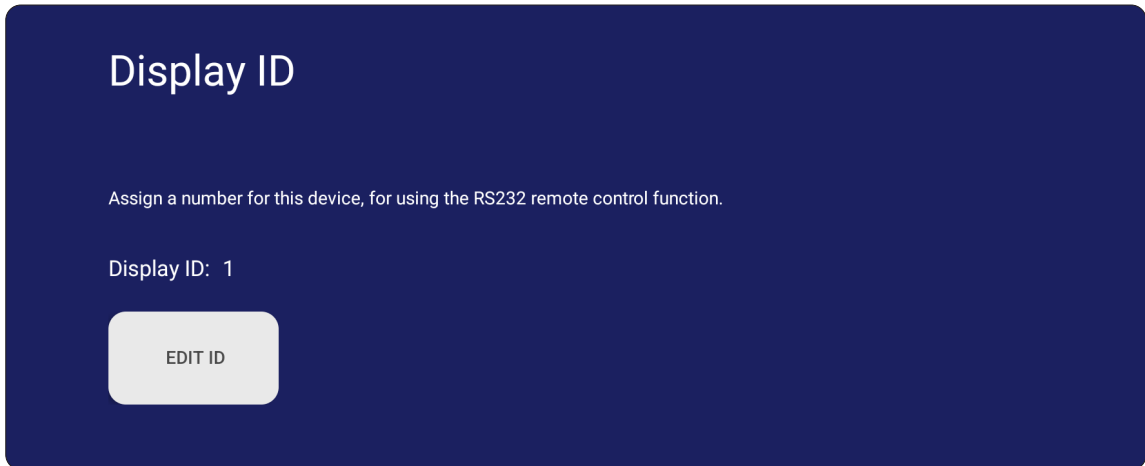 Display ID
Assign a number for this device, for using the RS232 remote control function.
Display ID: 1
EDIT ID